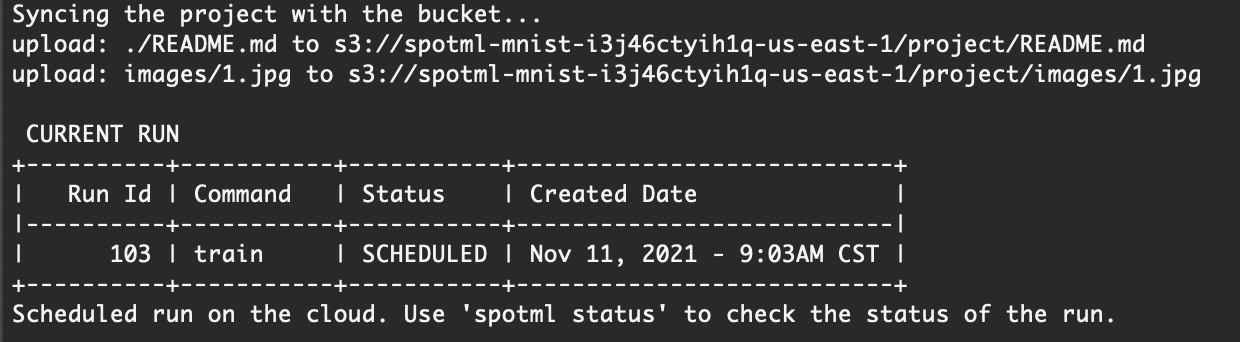 Syncing the project with the bucket...
upload: ./README.md to s3://spotml-mnist-i3j46ctyih1q-us-east-1/project/README.md
upload: images/1.jpg to s3://spotml-mnist-i3j46ctyih1q-us-east-1/project/images/1.jpg

 CURRENT RUN
+----------+-----------+-----------+---------------------------+
|   Run Id | Command   | Status    | Created Date              |
|----------+-----------+-----------+---------------------------|
|      103 | train     | SCHEDULED | Nov 11, 2021 - 9:03AM CST |
+----------+-----------+-----------+---------------------------+
Scheduled run on the cloud. Use 'spotml status' to check the status of the run.